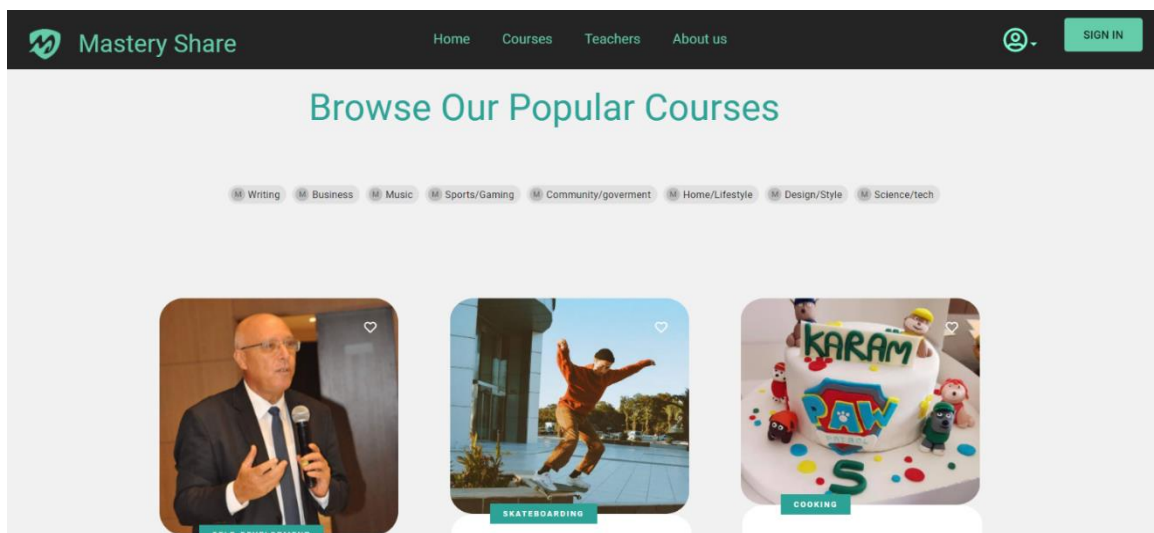 Mastery Share
Home Courses Teachers About us
SIGN IN
Browse Our Popular Courses
M Writing M Business M Music M Sports/Gaming M Community/goverment M Home/Lifestyle M Design/Style M Science/tech
KARAM
PAW
5
SKATEBOARDING
COOKING